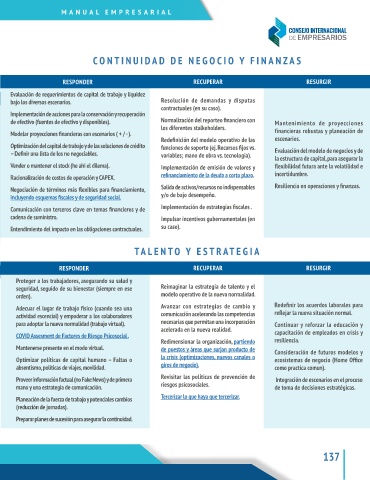 MANUAL EMPRESARIAL
CONSEJO INTERNACIONAL
DE EMPRESARIOS
CONTINUIDAD DE NEGOCIO Y FINANZAS
RESPONDER
Evaluación de requerimientos de capital de trabajo y liquidez
bajo los diversos escenarios.
Implementación de acciones para la conservación y recuperación
de efectivo (fuentes de efectivo y disponibles).
Modelar proyecciones financieras con escenarios ( + / - ).
Optimización del capital de trabajo y de las soluciones de crédito
– Definir una lista de los no negociables.
Vender o mantener el stock (he ahí el dilema).
Racionalización de costos de operación y CAPEX.
Negociación de términos más flexibles para financiamiento,
incluyendo esquemas fiscales y de seguridad social.
Comunicación con terceros clave en temas financieros y de
cadena de suministro.
Entendimiento del impacto en las obligaciones contractuales.
RECUPERAR
Resolución de demandas y disputas
contractuales (en su caso).
Normalización del reporteo financiero con
los diferentes stakeholders.
Redefinición del modelo operativo de las
funciones de soporte (ej. Recursos fijos vs.
variables; mano de obra vs. tecnología).
Implementación de emisión de valores y
refinanciamiento de la deuda a corto plazo.
Salida de activos/recursos no indispensables
y/o de bajo desempeño.
Implementación de estrategias fiscales .
Impulsar incentivos gubernamentales (en
su caso).
RESURGIR
Mantenimiento de proyecciones
financieras robustas y planeación de
escenarios.
Evaluación del modelo de negocios y de
la estructura de capital, para asegurar la
flexibilidad futura ante la volatilidad e
incertidumbre.
Resiliencia en operaciones y finanzas.
TALENTO Y ESTRATEGIA
RESPONDER
Proteger a los trabajadores, asegurando su salud y
seguridad, seguido de su bienestar (siempre en ese
orden).
Adecuar el lugar de trabajo físico (cuando sea una
actividad esencial) y empoderar a los colaboradores
para adoptar la nueva normalidad (trabajo virtual).
COVID Assesment de Factores de Riesgo Psicosocial .
Mantenerse presente en el modo virtual.
Optimizar políticas de capital humano – Faltas o
absentismo, políticas de viajes, movilidad.
Proveer información factual (no Fake News) y de primera
mano y una estrategia de comunicación.
Planeación de la fuerza de trabajo y potenciales cambios
(reducción de jornadas).
Preparar planes de sucesión para asegurar la continuidad.
RECUPERAR
Reimaginar la estrategia de talento y el
modelo operativo de la nueva normalidad.
Avanzar con estrategias de cambio y
comunicación acelerando las competencias
necesarias que permitan una incorporación
acelerada en la nueva realidad.
Redimensionar la organización, partiendo
de puestos y áreas que surjan producto de
la crisis (optimizaciones, nuevos canales o
giros de negocio).
Revisitar las políticas de prevención de
riesgos psicosociales.
Tercerizar lo que haya que tercerizar.
RESURGIR
Redefinir los acuerdos laborales para
reflejar la nueva situación normal.
Continuar y reforzar la educación y
capacitación de empleados en crisis y
resiliencia.
Consideración de futuros modelos y
ecosistemas de negocio (Home Office
como practica comun).
Integración de escenarios en el proceso
de toma de decisiones estratégicas.
137